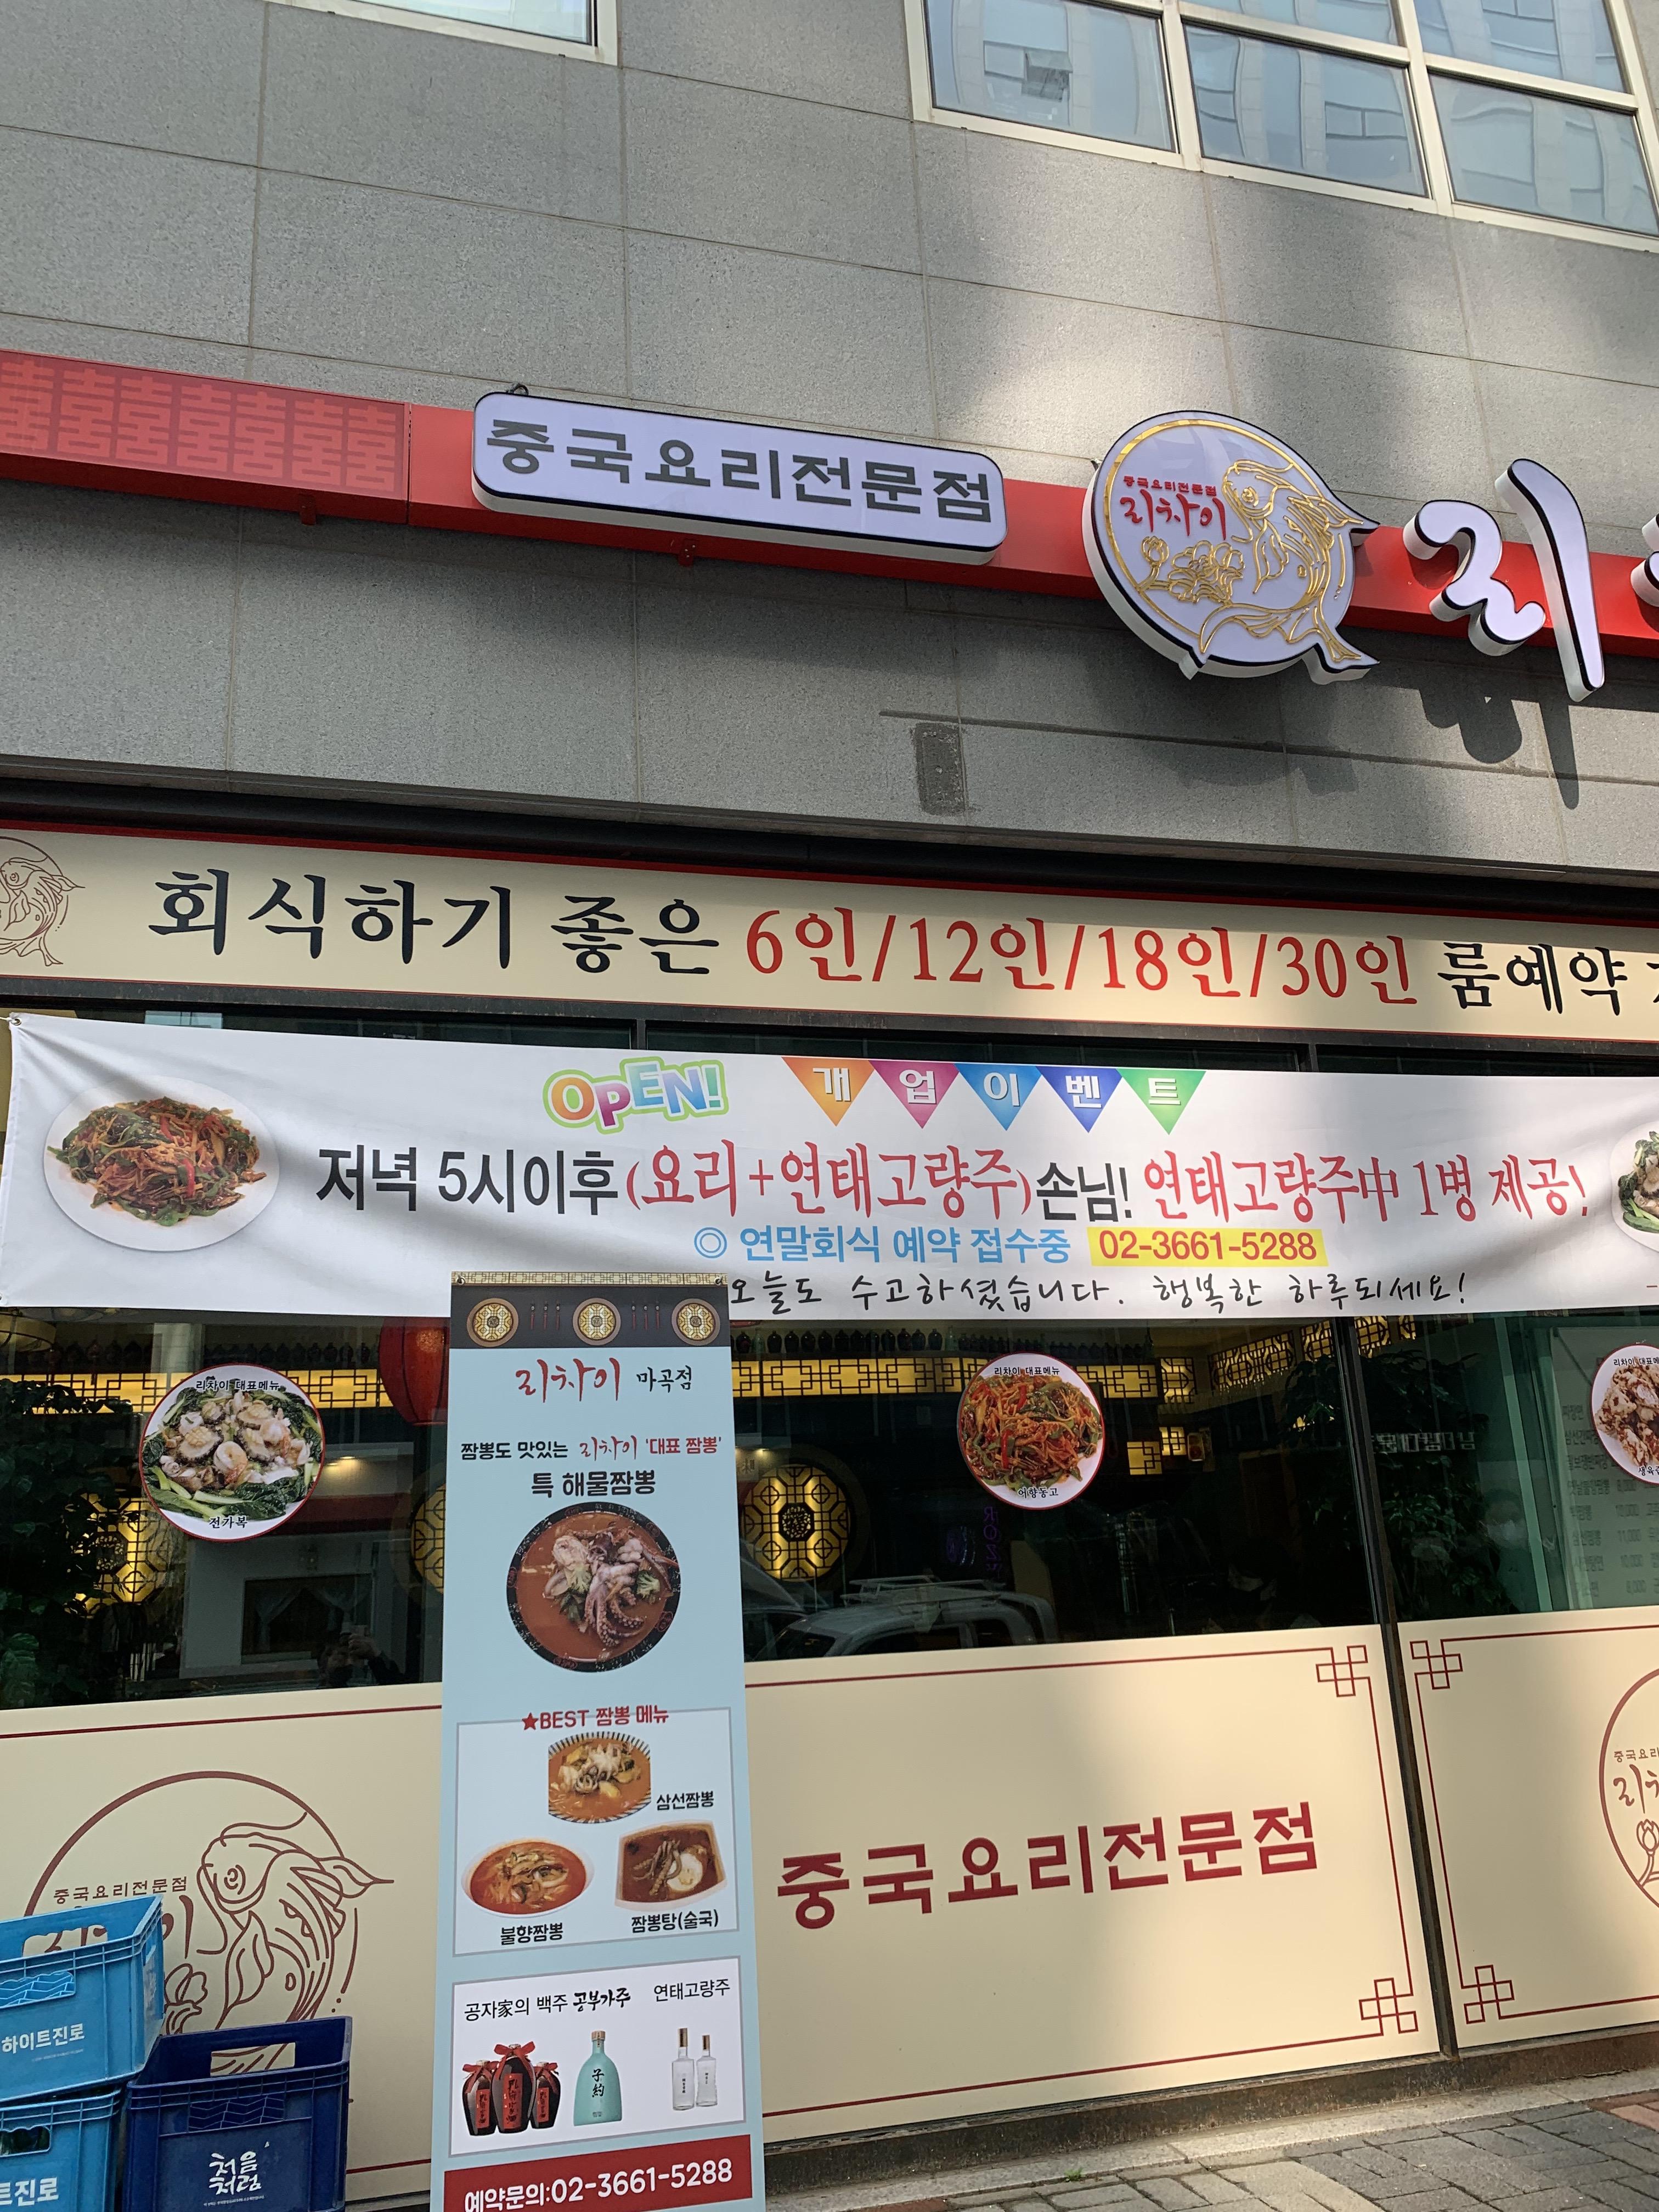 중국요리전문점
중국요리전문점
리차이
리
회식하기 좋은 6인/12인/18인/30인 룸예약
OPEN! 개업이벤트
저녁 5시이후(요리+연태고량주)손님! 연태고량주中 1병 제공!
◎ 연말회식 예약 접수중 02-3661-5288
오늘도 수고하셨습니다. 행복한 하루되세요!
리차이 대표메뉴
전가복
리차이 대표메뉴
어향동고
리차이 대표메뉴
리차이 마곡점
짬뽕도 맛있는 리차이 '대표 짬뽕'
특 해물짬뽕
★BEST 짬뽕 메뉴
삼선짬뽕
불향짬뽕
짬뽕탕(술국)
공자家의 백주 공부가주
연태고량주
子約
예약문의:02-3661-5288
중국요리전문점
중국요리전문점
하이트진로
트진로
처음
처럼